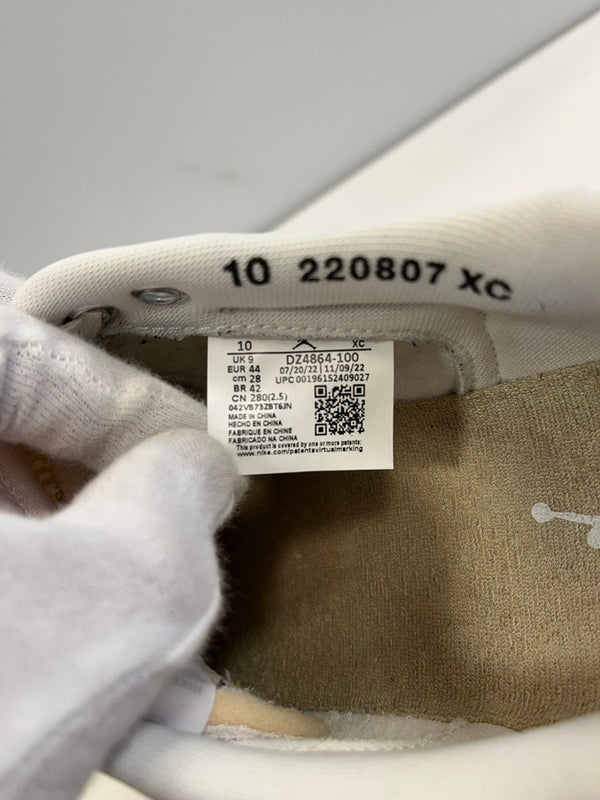 10 220807 XC
10 XC
UK 9 DZ4864-100
EUR 44 07/20/22 11/09/22
cm 28 UPC 00196152409027
BR 42
CN 280(2.5)
042VB73ZBT6JN
MADE IN CHINA
HECHO EN CHINA
FABRIQUE EN CHINE
FABRICADO NA CHINA
This product is covered by one or more patents:
www.nike.com/patentsvirtualmarking